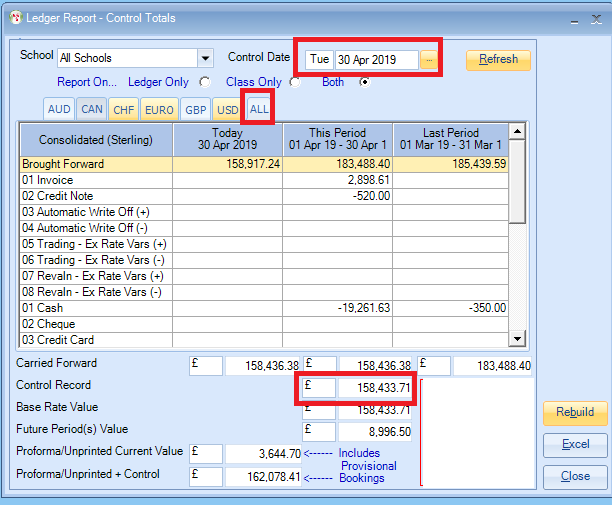 Ledger Report - Control Totals
School All Schools Control Date Tue 30 Apr 2019 ... Refresh
Report On... Ledger Only Class Only Both
AUD CAN CHF EURO GBP USD ALL
Consolidated (Sterling) Today 30 Apr 2019 This Period 01 Apr 19 - 30 Apr 1 Last Period 01 Mar 19 - 31 Mar 1
Brought Forward 158,917.24 183,488.40 185,439.59
01 Invoice 2,898.61
02 Credit Note -520.00
03 Automatic Write Off (+)
04 Automatic Write Off (-)
05 Trading - Ex Rate Vars (+)
06 Trading - Ex Rate Vars (-)
07 Revaln - Ex Rate Vars (+)
08 Revaln - Ex Rate Vars (-)
01 Cash -19,261.63 -350.00
02 Cheque
03 Credit Card
Carried Forward £ 158,436.38 £ 158,436.38 £ 183,488.40
Control Record £ 158,433.71
Base Rate Value £ 158,433.71
Future Period(s) Value £ 8,996.50
Rebuild
Proforma/Unprinted Current Value £ 3,644.70 <------ Includes
Provisional
Excel
Proforma/Unprinted + Control £ 162,078.41 <------ Bookings
Close